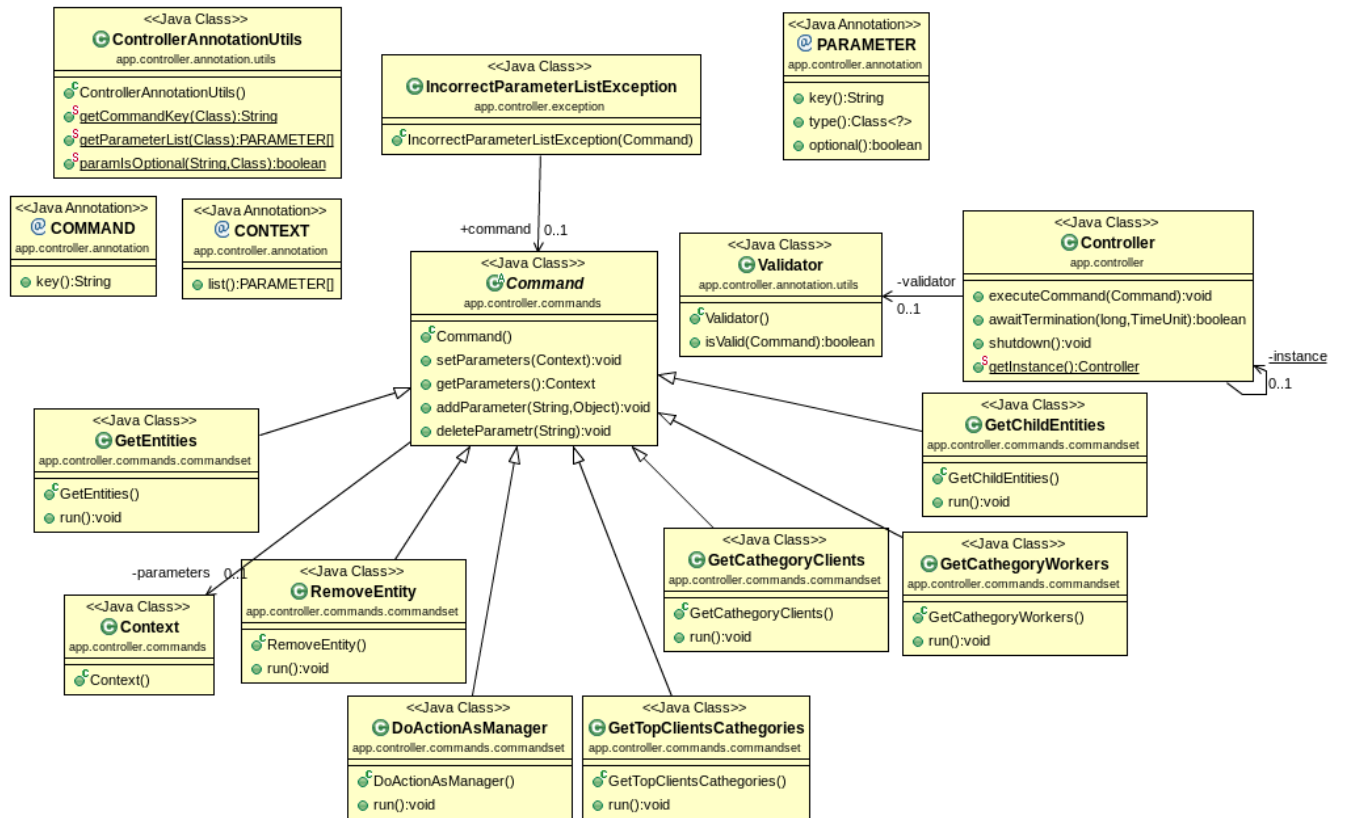 <<Java Class>>
ControllerAnnotationUtils
app.controller.annotation.utils
ControllerAnnotationUtils()
getCommandKey(Class):String
getParameterList(Class):PARAMETER[]
paramIsOptional(String,Class):boolean
<<Java Class>>
IncorrectParameterListException
app.controller.exception
IncorrectParameterListException(Command)
<<Java Annotation>>
PARAMETER
app.controller.annotation
key():String
type():Class<?>
optional():boolean
<<Java Annotation>>
COMMAND
app.controller.annotation
key():String
<<Java Annotation>>
CONTEXT
app.controller.annotation
list():PARAMETER[]
+command
0..1
<<Java Class>>
Command
app.controller.commands
Command()
setParameters(Context):void
getParameters():Context
addParameter(String,Object):void
deleteParametr(String):void
<<Java Class>>
Validator
app.controller.annotation.utils
Validator()
isValid(Command):boolean
-validator
0..1
<<Java Class>>
Controller
app.controller
executeCommand(Command):void
awaitTermination(long,TimeUnit):boolean
shutdown():void
getInstance():Controller
-instance
0..1
<<Java Class>>
GetEntities
app.controller.commands.commandset
GetEntities()
run():void
<<Java Class>>
GetChildEntities
app.controller.commands.commandset
GetChildEntities()
run():void
-parameters
0..1
<<Java Class>>
Context
app.controller.commands
Context()
<<Java Class>>
RemoveEntity
app.controller.commands.commandset
RemoveEntity()
run():void
<<Java Class>>
GetCathegoryClients
app.controller.commands.commandset
GetCathegoryClients()
run():void
<<Java Class>>
GetCathegoryWorkers
app.controller.commands.commandset
GetCathegoryWorkers()
run():void
<<Java Class>>
DoActionAsManager
app.controller.commands.commandset
DoActionAsManager()
run():void
<<Java Class>>
GetTopClientsCathegories
app.controller.commands.commandset
GetTopClientsCathegories()
run():void